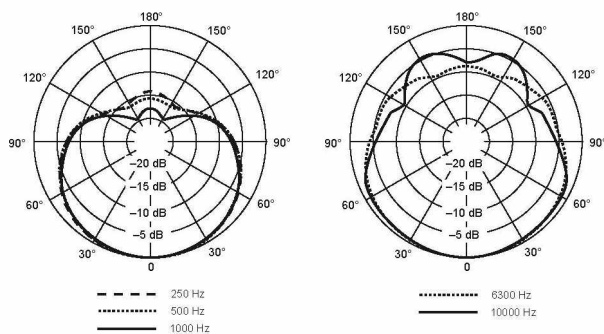 180° 180°
150° 150° 150° 150°
120° 120° 120° 120°
90° 90° 90° 90°
–20 dB –20 dB
–15 dB –15 dB
60° 60° 60° 60°
–10 dB –10 dB
–5 dB –5 dB
30° 30° 30° 30°
0 0
250 Hz 6300 Hz
500 Hz 10000 Hz
1000 Hz